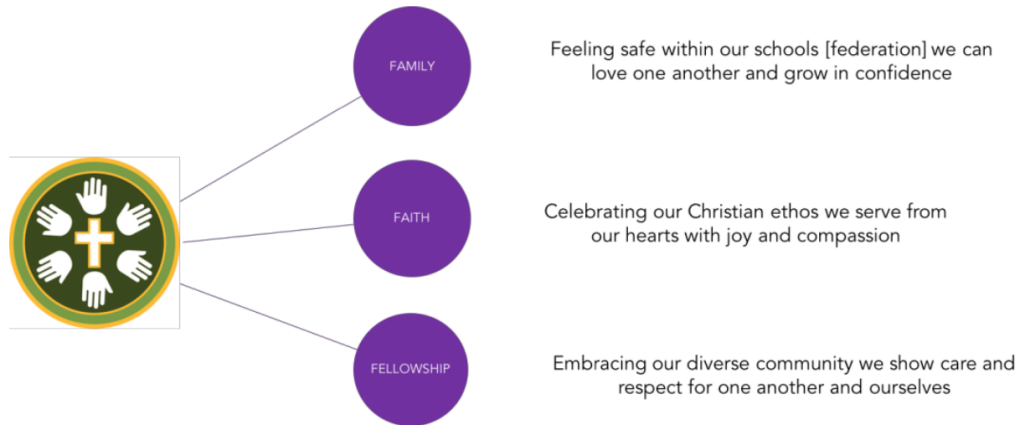 FAMILY
Feeling safe within our schools [federation] we can
love one another and grow in confidence
FAITH
Celebrating our Christian ethos we serve from
our hearts with joy and compassion
FELLOWSHIP
Embracing our diverse community we show care and
respect for one another and ourselves